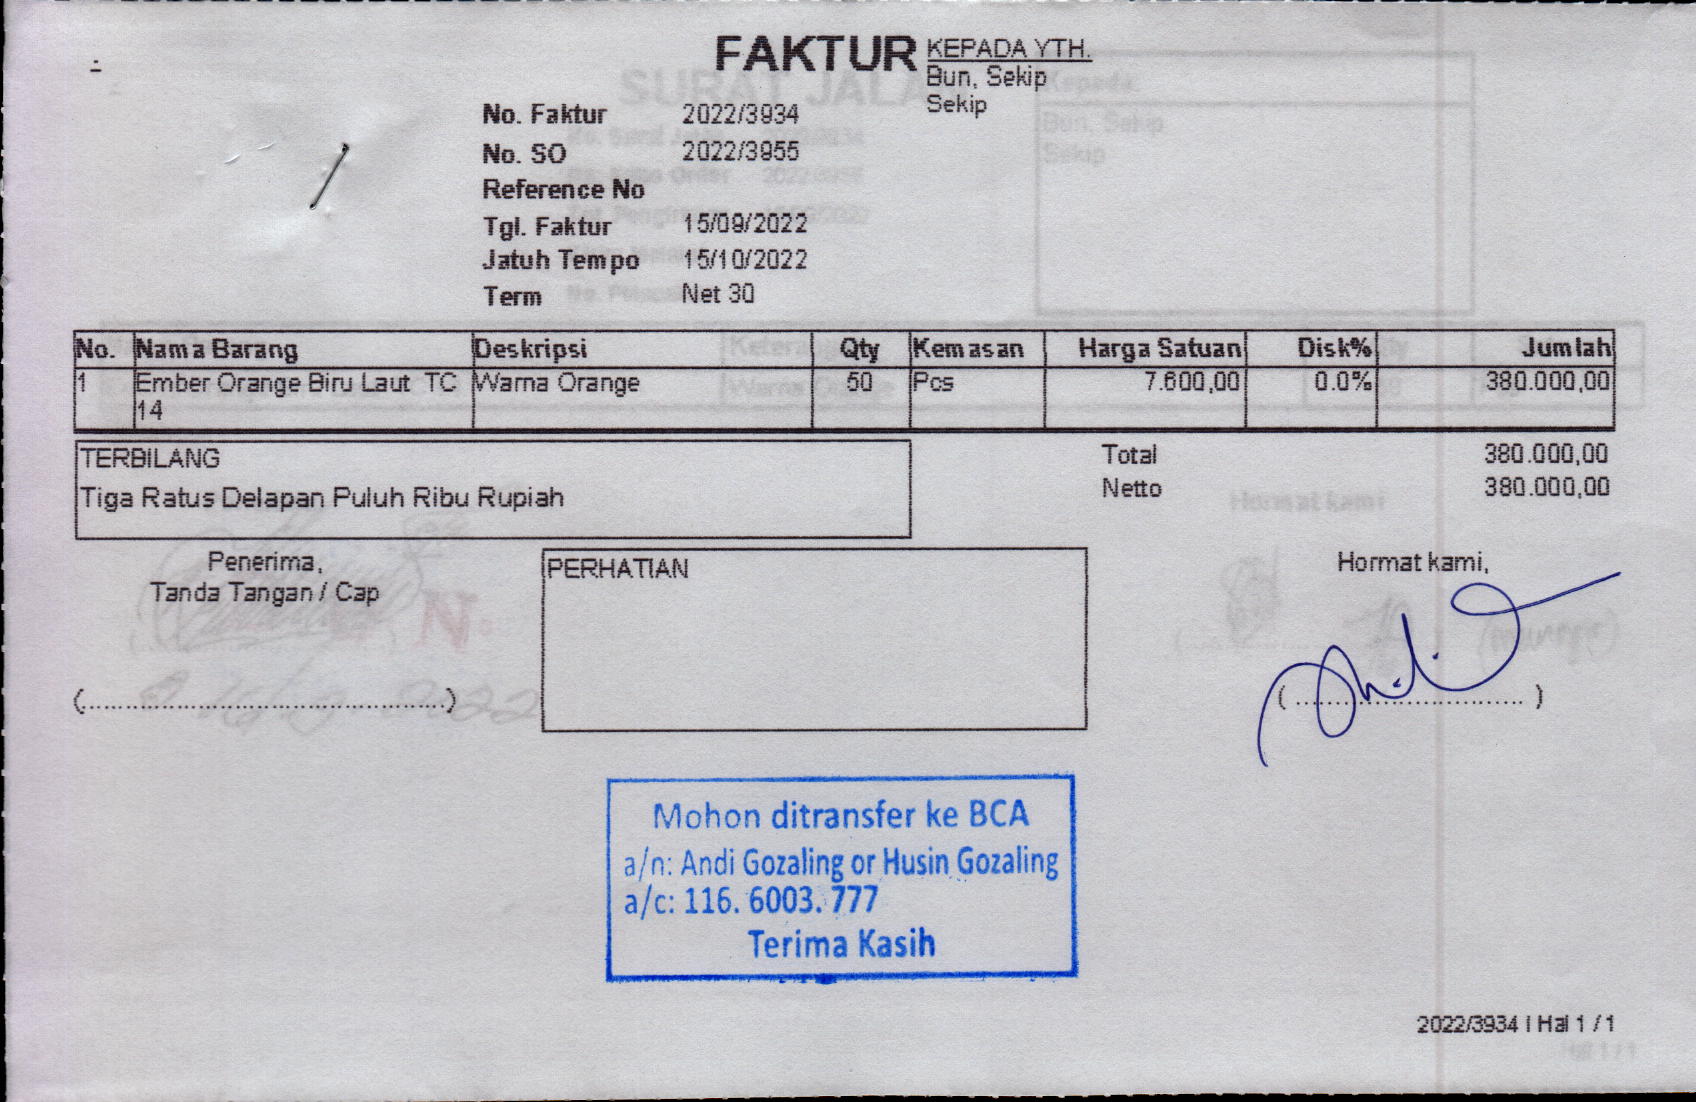 FAKTUR
KEPADA YTH.
Bun, Sekip
Sekip
No. Faktur 2022/3934
No. SO 2022/3955
Reference No
Tgl. Faktur 15/09/2022
Jatuh Tempo 15/10/2022
Term Net 30
No. Nama Barang Deskripsi Qty Kemasan Harga Satuan Disk% Jumlah
1 Ember Orange Biru Laut TC 14 Warna Orange 50 Pcs 7.600,00 0.0% 380.000,00
TERBILANG
Tiga Ratus Delapan Puluh Ribu Rupiah
Total 380.000,00
Netto 380.000,00
Penerima,
Tanda Tangan / Cap
(..................................................)
PERHATIAN
Hormat kami,
(................................)
Mohon ditransfer ke BCA
a/n: Andi Gozaling or Husin Gozaling
a/c: 116. 6003. 777
Terima Kasih
2022/3934 | Hal 1 / 1